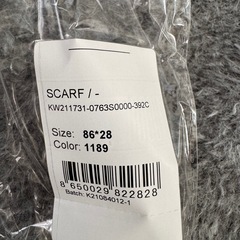 SCARF / -
KW211731-0763S0000-392C
Size: 86*28
Color: 1189
8 650029 822828
Batch: K21084012-1